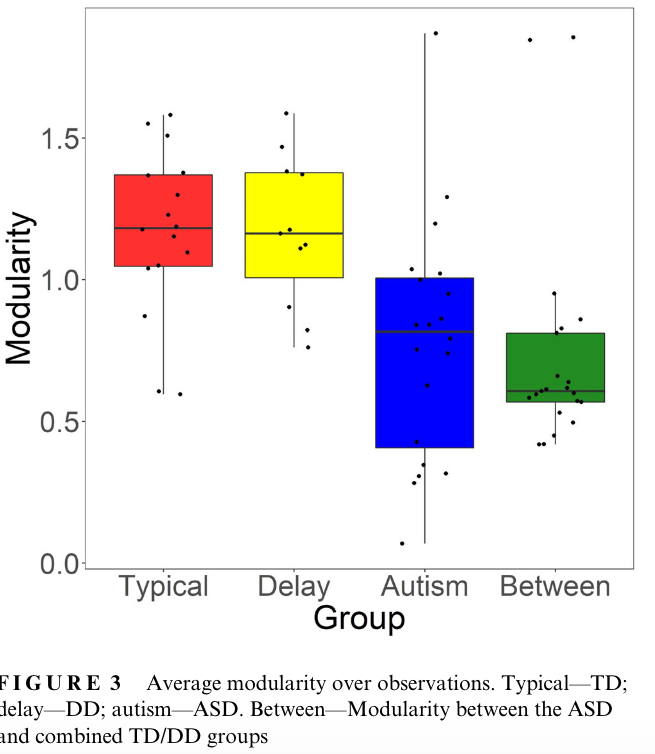 Modularity
1.5
1.0
0.5
0.0
Typical Delay Autism Between
Group
FIGURE 3 Average modularity over observations. Typical—TD;
delay—DD; autism—ASD. Between—Modularity between the ASD
and combined TD/DD groups